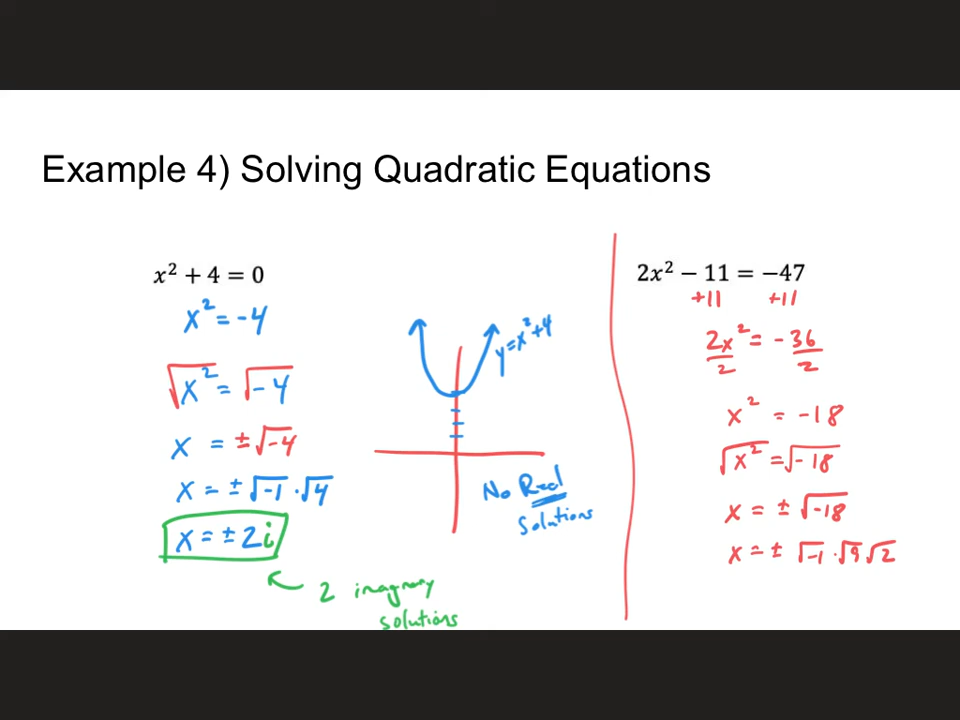 Example 4) Solving Quadratic Equations
x² + 4 = 0
x² = -4
√x² = √-4
x = ±√-4
x = ±√-1 · √4
x = ±2i
2 imaginary
solutions
y = x² + 4
No Real
Solutions
2x² − 11 = −47
+11 +11
2x² = -36
2 2
x² = -18
√x² = √-18
x = ± √-18
x = ± √-1 · √9 √2